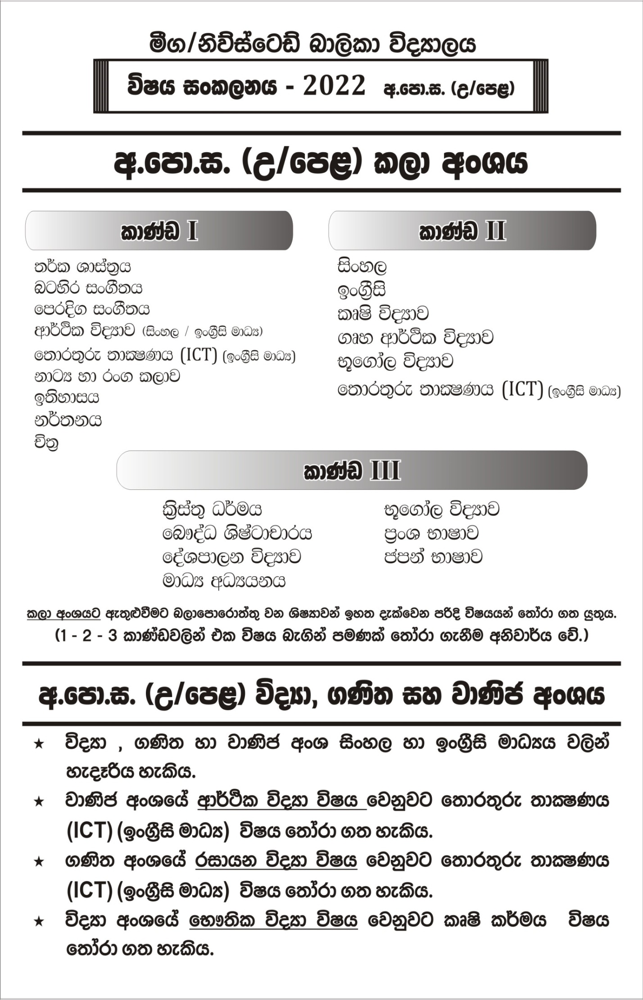 මීග/නිව්ස්ටෙඩ් බාලිකා විද්‍යාලය
විෂය සංකලනය - 2022 අ.පො.ස. (උ/පෙළ)
අ.පො.ස. (උ/පෙළ) කලා අංශය
කාණ්ඩ I
තර්ක ශාස්ත්‍රය
බටහිර සංගීතය
පෙරදිග සංගීතය
ආර්ථික විද්‍යාව (සිංහල / ඉංග්‍රීසි මාධ්‍ය)
තොරතුරු තාක්ෂණය (ICT) (ඉංග්‍රීසි මාධ්‍ය)
නාට්‍ය හා රංග කලාව
ඉතිහාසය
නර්තනය
චිත්‍ර
කාණ්ඩ II
සිංහල
ඉංග්‍රීසි
කෘෂි විද්‍යාව
ගෘහ ආර්ථික විද්‍යාව
භූගෝල විද්‍යාව
තොරතුරු තාක්ෂණය (ICT) (ඉංග්‍රීසි මාධ්‍ය)
කාණ්ඩ III
ක්‍රිස්තු ධර්මය
බෞද්ධ ශිෂ්ටාචාරය
දේශපාලන විද්‍යාව
මාධ්‍ය අධ්‍යයනය
භූගෝල විද්‍යාව
ප්‍රංශ භාෂාව
ජපන් භාෂාව
කලා අංශයට ඇතුළුවීමට බලාපොරොත්තු වන ශිෂ්‍යාවන් ඉහත දැක්වෙන පරිදි විෂයයන් තෝරා ගත යුතුය.
(1 - 2 - 3 කාණ්ඩවලින් එක විෂය බැගින් පමණක් තෝරා ගැනීම අනිවාර්ය වේ.)
අ.පො.ස. (උ/පෙළ) විද්‍යා, ගණිත සහ වාණිජ අංශය
★ විද්‍යා , ගණිත හා වාණිජ අංශ සිංහල හා ඉංග්‍රීසි මාධ්‍යය වලින්
හැදෑරිය හැකිය.
★ වාණිජ අංශයේ ආර්ථික විද්‍යා විෂය වෙනුවට තොරතුරු තාක්ෂණය
(ICT) (ඉංග්‍රීසි මාධ්‍ය) විෂය තෝරා ගත හැකිය.
★ ගණිත අංශයේ රසායන විද්‍යා විෂය වෙනුවට තොරතුරු තාක්ෂණය
(ICT) (ඉංග්‍රීසි මාධ්‍ය) විෂය තෝරා ගත හැකිය.
★ විද්‍යා අංශයේ භෞතික විද්‍යා විෂය වෙනුවට කෘෂි කර්මය විෂය
තෝරා ගත හැකිය.